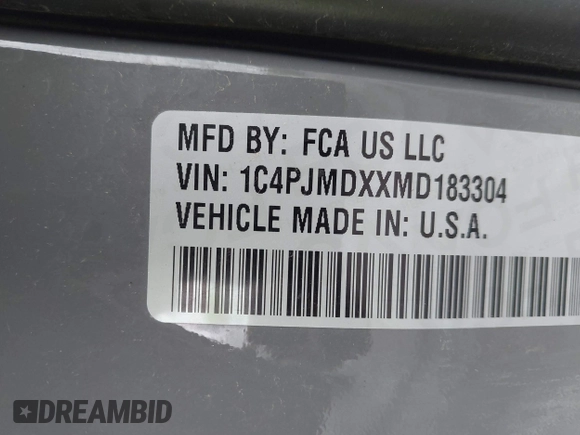 MFD BY: FCA US LLC
VIN: 1C4PJMDXXMD183304
VEHICLE MADE IN: U.S.A.
DREAMBID